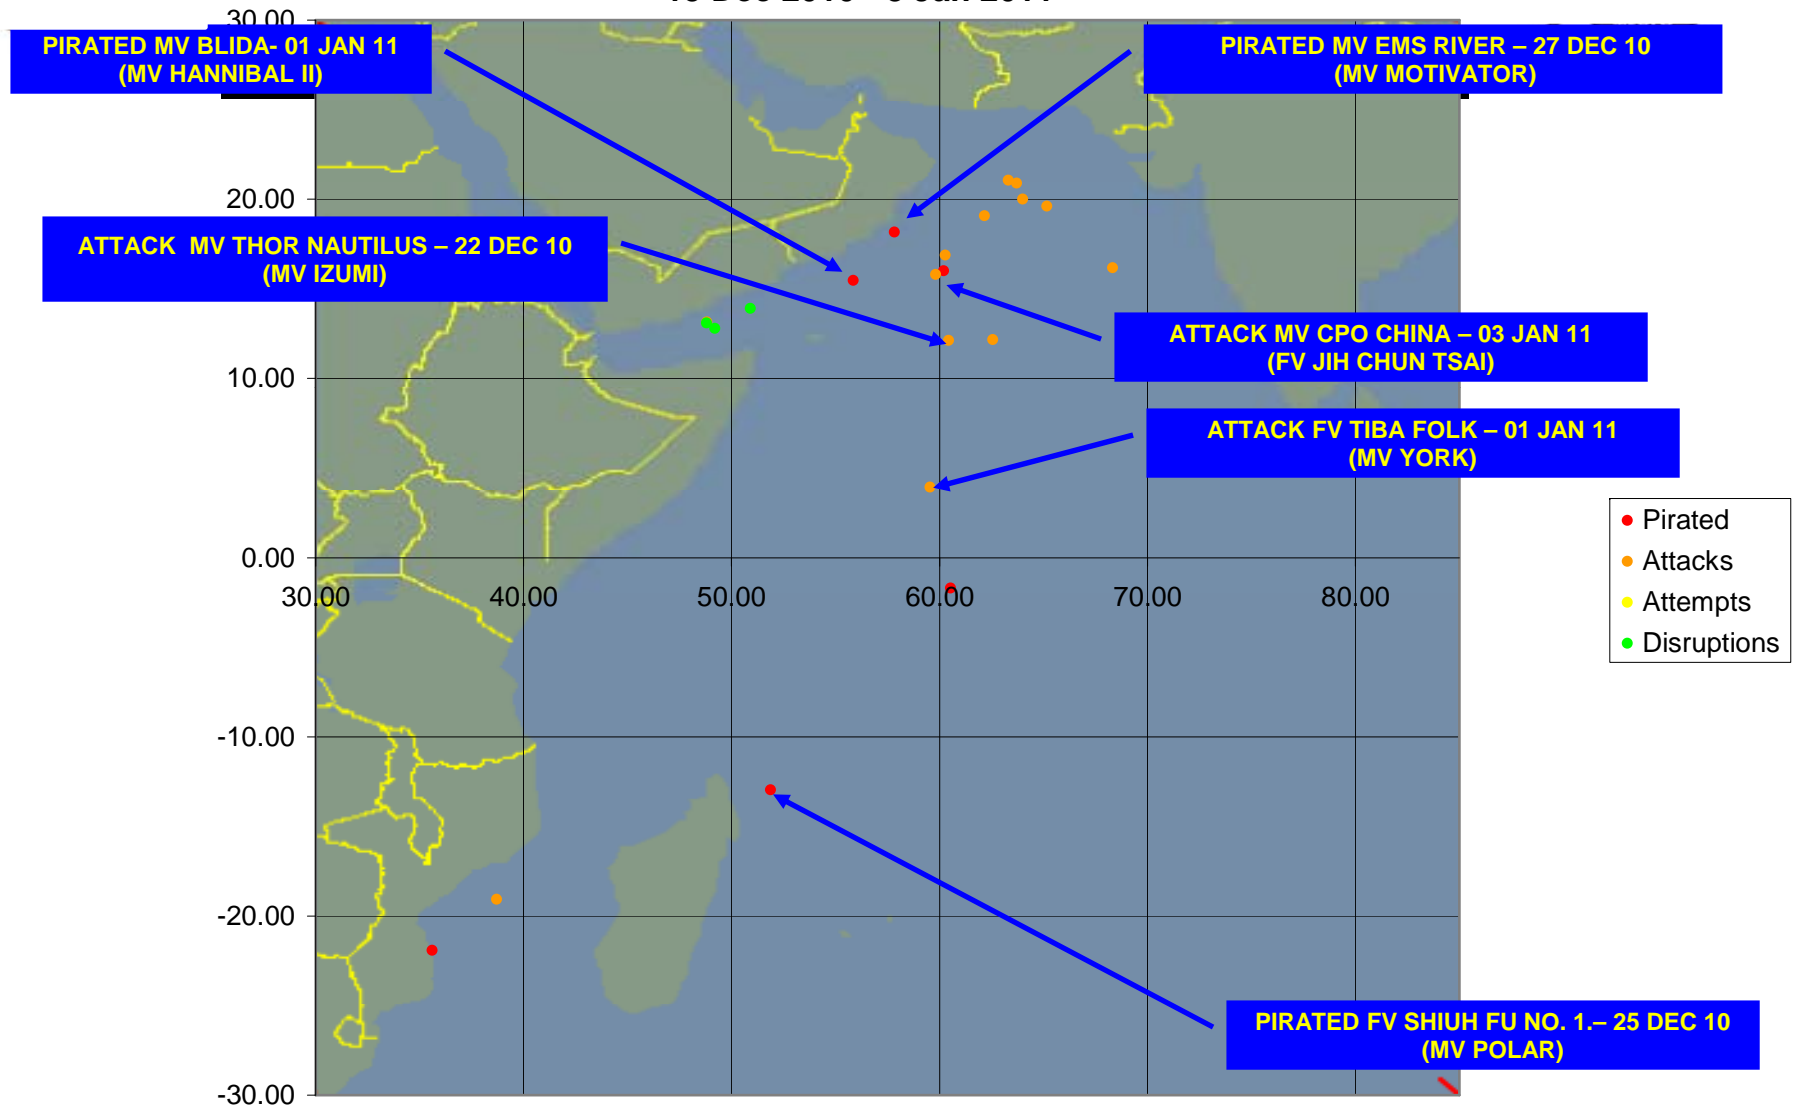 30.00
PIRATED MV BLIDA- 01 JAN 11
(MV HANNIBAL II)
PIRATED MV EMS RIVER – 27 DEC 10
(MV MOTIVATOR)
20.00
ATTACK  MV THOR NAUTILUS – 22 DEC 10
(MV IZUMI)
ATTACK MV CPO CHINA – 03 JAN 11
(FV JIH CHUN TSAI)
10.00
ATTACK FV TIBA FOLK – 01 JAN 11
(MV YORK)
Pirated
Attacks
Attempts
Disruptions
0.00
30.00 40.00 50.00 60.00 70.00 80.00
-10.00
-20.00
PIRATED FV SHIUH FU NO. 1.– 25 DEC 10
(MV POLAR)
-30.00